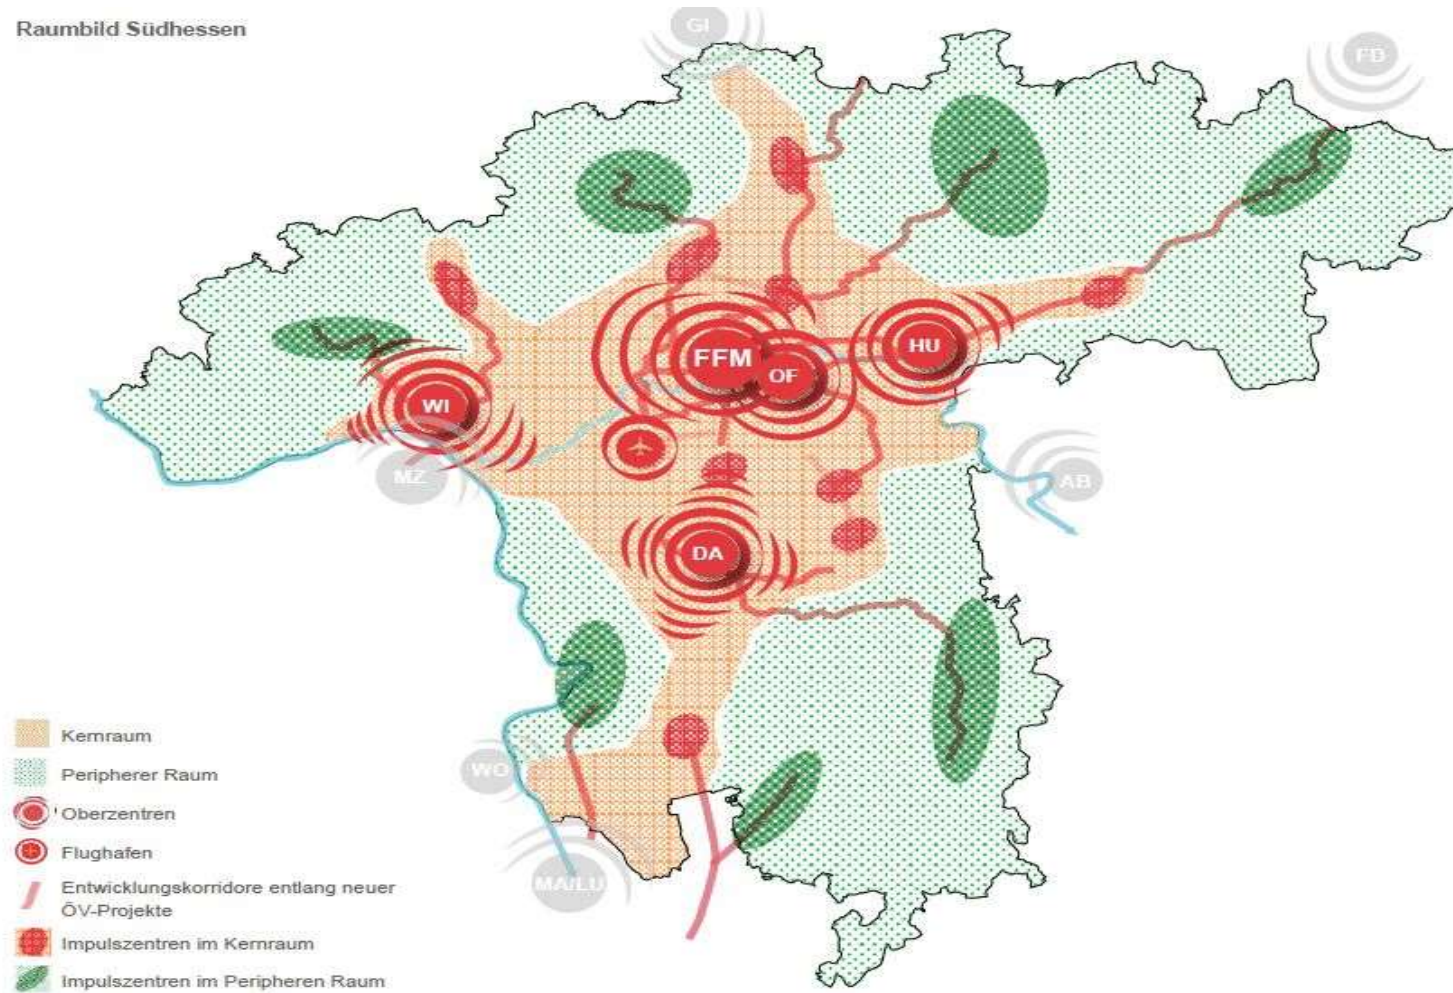 Raumbild Südhessen
GI
FD
FFM
OF
HU
WI
MZ
AB
DA
WO
MA/LU
Kernraum
Peripherer Raum
Oberzentren
Flughafen
Entwicklungskorridore entlang neuer
ÖV-Projekte
Impulszentren im Kernraum
Impulszentren im Peripheren Raum